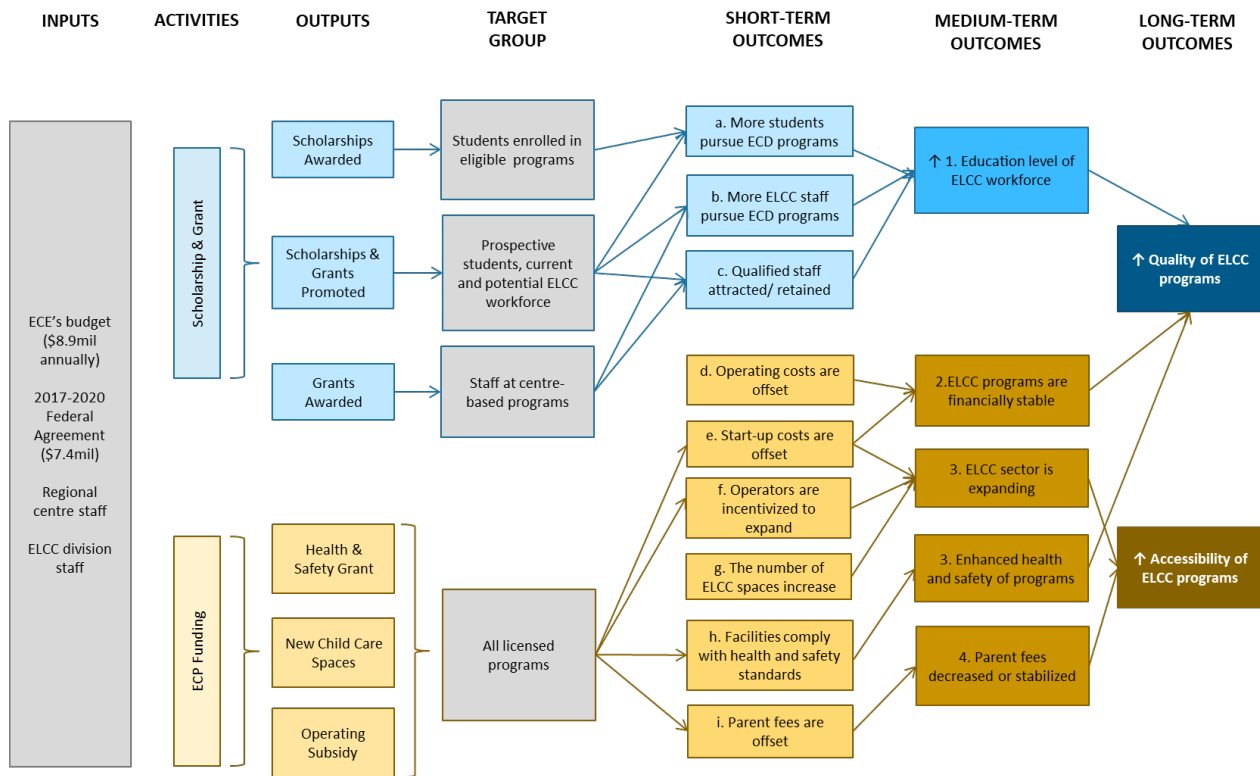 INPUTS
ACTIVITIES
OUTPUTS
TARGET
GROUP
SHORT-TERM
OUTCOMES
MEDIUM-TERM
OUTCOMES
LONG-TERM
OUTCOMES
ECE’s budget
($8.9mil
annually)
2017-2020
Federal
Agreement
($7.4mil)
Regional
centre staff
ELCC division
staff
Scholarship & Grant
ECP Funding
Scholarships
Awarded
Scholarships &
Grants
Promoted
Grants
Awarded
Health &
Safety Grant
New Child Care
Spaces
Operating
Subsidy
Students enrolled in
eligible programs
Prospective
students, current
and potential ELCC
workforce
Staff at centre-
based programs
All licensed
programs
a. More students
pursue ECD programs
b. More ELCC staff
pursue ECD programs
c. Qualified staff
attracted/ retained
d. Operating costs are
offset
e. Start-up costs are
offset
f. Operators are
incentivized to
expand
g. The number of
ELCC spaces increase
h. Facilities comply
with health and safety
standards
i. Parent fees are
offset
↑ 1. Education level of
ELCC workforce
2.ELCC programs are
financially stable
3. ELCC sector is
expanding
3. Enhanced health
and safety of programs
4. Parent fees
decreased or stabilized
↑ Quality of ELCC
programs
↑ Accessibility of
ELCC programs